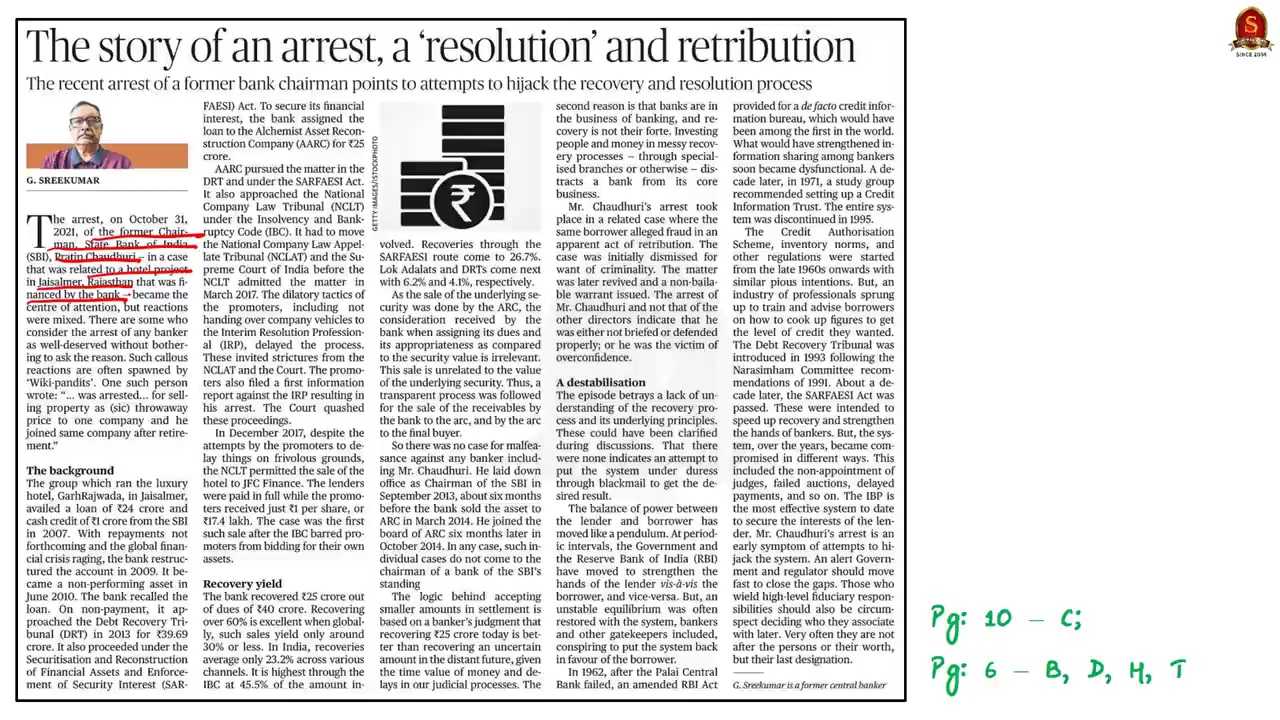 The story of an arrest, a ‘resolution’ and retribution
The recent arrest of a former bank chairman points to attempts to hijack the recovery and resolution process
G. SREEKUMAR
The arrest, on October 31,
2021, of the former Chair-
man, State Bank of India
(SBI), Pratip Chaudhuri – in a case
that was related to a hotel project
in Jaisalmer, Rajasthan that was fi-
nanced by the bank – became the
centre of attention, but reactions
were mixed. There are some who
consider the arrest of any banker
as well-deserved without bother-
ing to ask the reason. Such callous
reactions are often spawned by
‘Wiki-pandits’. One such person
wrote: “... was arrested... for sell-
ing property as (sic) throwaway
price to one company and he
joined same company after retire-
ment.”
The background
The group which ran the luxury
hotel, GarhRajwada, in Jaisalmer,
availed a loan of ₹24 crore and
cash credit of ₹1 crore from the SBI
in 2007. With repayments not
forthcoming and the global finan-
cial crisis raging, the bank restruc-
tured the account in 2009. It be-
came a non-performing asset in
June 2010. The bank recalled the
loan. On non-payment, it ap-
proached the Debt Recovery Tri-
bunal (DRT) in 2013 for ₹39.69
crore. It also proceeded under the
Securitisation and Reconstruction
of Financial Assets and Enforce-
ment of Security Interest (SAR-
FAESI) Act. To secure its financial
interest, the bank assigned the
loan to the Alchemist Asset Recon-
struction Company (AARC) for ₹25
crore.
AARC pursued the matter in the
DRT and under the SARFAESI Act.
It also approached the National
Company Law Tribunal (NCLT)
under the Insolvency and Bank-
ruptcy Code (IBC). It had to move
the National Company Law Appel-
late Tribunal (NCLAT) and the Su-
preme Court of India before the
NCLT admitted the matter in
March 2017. The dilatory tactics of
the promoters, including not
handing over company vehicles to
the Interim Resolution Profession-
al (IRP), delayed the process.
These invited strictures from the
NCLAT and the Court. The promo-
ters also filed a first information
report against the IRP resulting in
his arrest. The Court quashed
these proceedings.
In December 2017, despite the
attempts by the promoters to de-
lay things on frivolous grounds,
the NCLT permitted the sale of the
hotel to JFC Finance. The lenders
were paid in full while the promo-
ters received just ₹1 per share, or
₹17.4 lakh. The case was the first
such sale after the IBC barred pro-
moters from bidding for their own
assets.
Recovery yield
The bank recovered ₹25 crore out
of dues of ₹40 crore. Recovering
over 60% is excellent when global-
ly, such sales yield only around
30% or less. In India, recoveries
average only 23.2% across various
channels. It is highest through the
IBC at 45.5% of the amount in-
GETTY IMAGES/ISTOCKPHOTO
volved. Recoveries through the
SARFAESI route come to 26.7%.
Lok Adalats and DRTs come next
with 6.2% and 4.1%, respectively.
As the sale of the underlying se-
curity was done by the ARC, the
consideration received by the
bank when assigning its dues and
its appropriateness as compared
to the security value is irrelevant.
This sale is unrelated to the value
of the underlying security. Thus, a
transparent process was followed
for the sale of the receivables by
the bank to the arc, and by the arc
to the final buyer.
So there was no case for malfea-
sance against any banker includ-
ing Mr. Chaudhuri. He laid down
office as Chairman of the SBI in
September 2013, about six months
before the bank sold the asset to
ARC in March 2014. He joined the
board of ARC six months later in
October 2014. In any case, such in-
dividual cases do not come to the
chairman of a bank of the SBI’s
standing
The logic behind accepting
smaller amounts in settlement is
based on a banker’s judgment that
recovering ₹25 crore today is bet-
ter than recovering an uncertain
amount in the distant future, given
the time value of money and de-
lays in our judicial processes. The
second reason is that banks are in
the business of banking, and re-
covery is not their forte. Investing
people and money in messy recov-
ery processes – through special-
ised branches or otherwise – dis-
tracts a bank from its core
business.
Mr. Chaudhuri’s arrest took
place in a related case where the
same borrower alleged fraud in an
apparent act of retribution. The
case was initially dismissed for
want of criminality. The matter
was later revived and a non-baila-
ble warrant issued. The arrest of
Mr. Chaudhuri and not that of the
other directors indicate that he
was either not briefed or defended
properly; or he was the victim of
overconfidence.
A destabilisation
The episode betrays a lack of un-
derstanding of the recovery pro-
cess and its underlying principles.
These could have been clarified
during discussions. That there
were none indicates an attempt to
put the system under duress
through blackmail to get the de-
sired result.
The balance of power between
the lender and borrower has
moved like a pendulum. At period-
ic intervals, the Government and
the Reserve Bank of India (RBI)
have moved to strengthen the
hands of the lender vis-à-vis the
borrower, and vice-versa. But, an
unstable equilibrium was often
restored with the system, bankers
and other gatekeepers included,
conspiring to put the system back
in favour of the borrower.
In 1962, after the Palai Central
Bank failed, an amended RBI Act
provided for a de facto credit infor-
mation bureau, which would have
been among the first in the world.
What would have strengthened in-
formation sharing among bankers
soon became dysfunctional. A de-
cade later, in 1971, a study group
recommended setting up a Credit
Information Trust. The entire sys-
tem was discontinued in 1995.
The Credit Authorisation
Scheme, inventory norms, and
other regulations were started
from the late 1960s onwards with
similar pious intentions. But, an
industry of professionals sprung
up to train and advise borrowers
on how to cook up figures to get
the level of credit they wanted.
The Debt Recovery Tribunal was
introduced in 1993 following the
Narasimham Committee recom-
mendations of 1991. About a de-
cade later, the SARFAESI Act was
passed. These were intended to
speed up recovery and strengthen
the hands of bankers. But, the sys-
tem, over the years, became com-
promised in different ways. This
included the non-appointment of
judges, failed auctions, delayed
payments, and so on. The IBP is
the most effective system to date
to secure the interests of the len-
der. Mr. Chaudhuri’s arrest is an
early symptom of attempts to hi-
jack the system. An alert Govern-
ment and regulator should move
fast to close the gaps. Those who
wield high-level fiduciary respon-
sibilities should also be circum-
spect deciding who they associate
with later. Very often they are not
after the persons or their worth,
but their last designation.
G. Sreekumar is a former central banker
S
SINCE 2004
Pg: 10 – C;
Pg: 6 – B, D, H, T